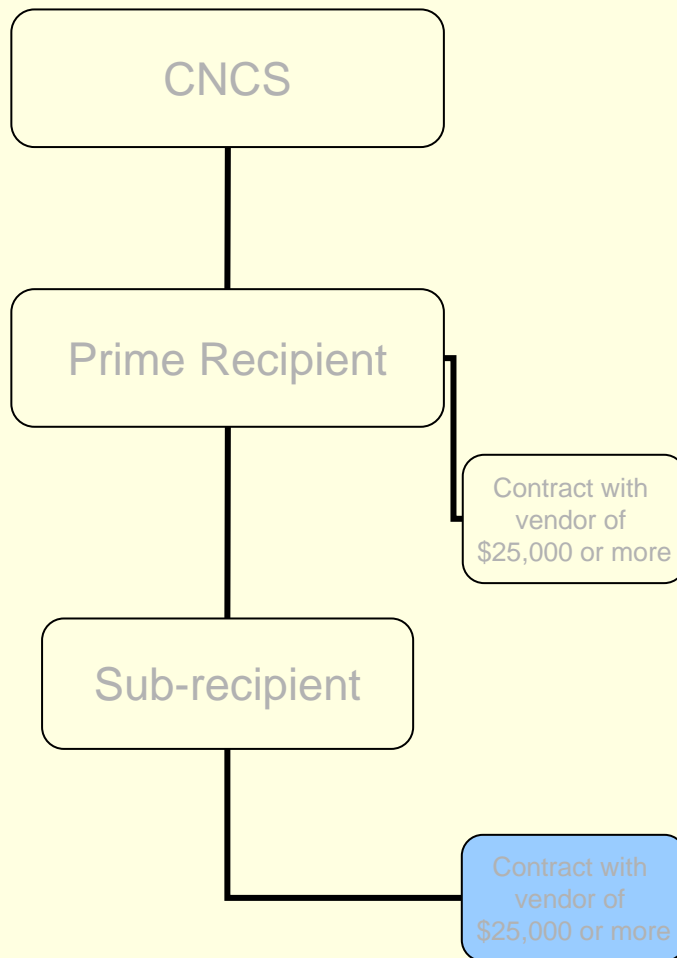 CNCS
Prime Recipient
Contract with
vendor of
$25,000 or more
Sub-recipient
Contract with
vendor of
$25,000 or more